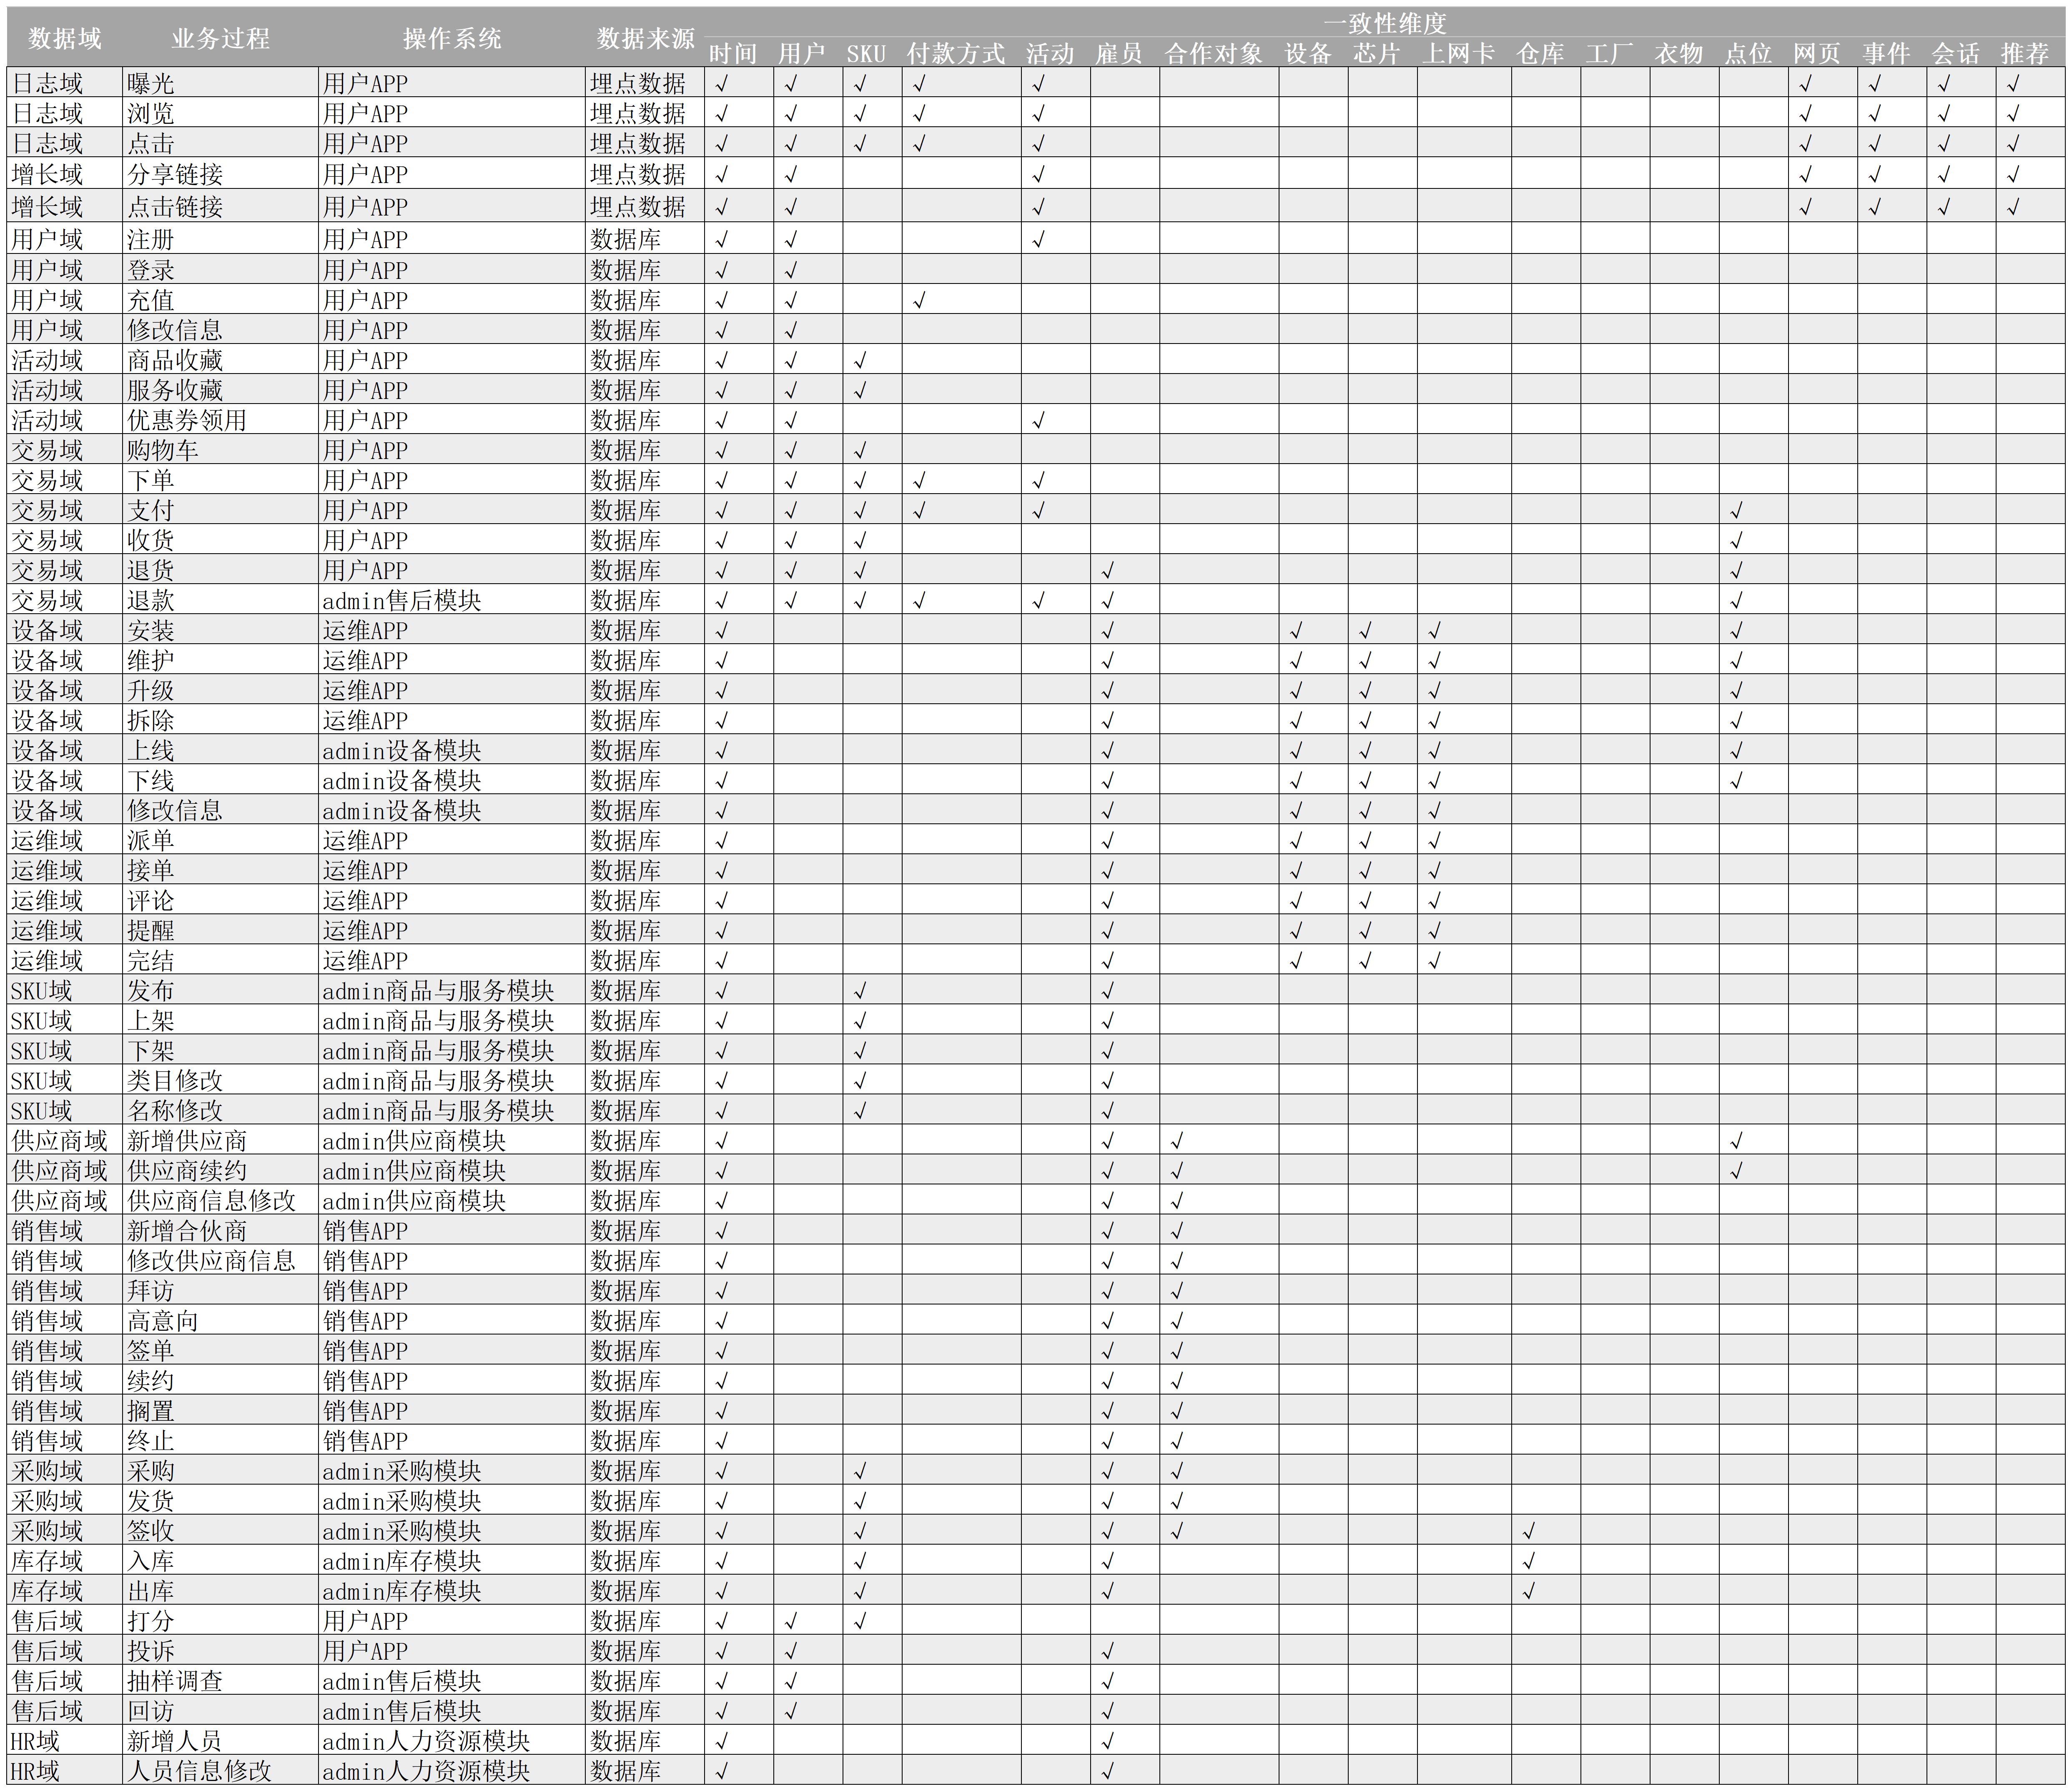 一致性维度
数据域 业务过程 操作系统 数据来源 时间 用户 SKU 付款方式 活动 雇员 合作对象 设备 芯片 上网卡 仓库 工厂 衣物 点位 网页 事件 会话 推荐
日志域 曝光 用户APP 埋点数据 √ √ √ √ √ √ √ √ √
日志域 浏览 用户APP 埋点数据 √ √ √ √ √ √ √ √ √
日志域 点击 用户APP 埋点数据 √ √ √ √ √ √ √ √ √
增长域 分享链接 用户APP 埋点数据 √ √ √ √ √ √ √
增长域 点击链接 用户APP 埋点数据 √ √ √ √ √ √ √
用户域 注册 用户APP 数据库 √ √ √
用户域 登录 用户APP 数据库 √ √
用户域 充值 用户APP 数据库 √ √ √
用户域 修改信息 用户APP 数据库 √ √
活动域 商品收藏 用户APP 数据库 √ √ √
活动域 服务收藏 用户APP 数据库 √ √ √
活动域 优惠券领用 用户APP 数据库 √ √ √
交易域 购物车 用户APP 数据库 √ √ √
交易域 下单 用户APP 数据库 √ √ √ √ √
交易域 支付 用户APP 数据库 √ √ √ √ √ √
交易域 收货 用户APP 数据库 √ √ √ √
交易域 退货 用户APP 数据库 √ √ √ √ √
交易域 退款 admin售后模块 数据库 √ √ √ √ √ √ √
设备域 安装 运维APP 数据库 √ √ √ √ √ √
设备域 维护 运维APP 数据库 √ √ √ √ √ √
设备域 升级 运维APP 数据库 √ √ √ √ √ √
设备域 拆除 运维APP 数据库 √ √ √ √ √ √
设备域 上线 admin设备模块 数据库 √ √ √ √ √ √
设备域 下线 admin设备模块 数据库 √ √ √ √ √ √
设备域 修改信息 admin设备模块 数据库 √ √ √ √ √
运维域 派单 运维APP 数据库 √ √ √ √ √
运维域 接单 运维APP 数据库 √ √ √ √ √
运维域 评论 运维APP 数据库 √ √ √ √ √
运维域 提醒 运维APP 数据库 √ √ √ √ √
运维域 完结 运维APP 数据库 √ √ √ √ √
SKU域 发布 admin商品与服务模块 数据库 √ √ √
SKU域 上架 admin商品与服务模块 数据库 √ √ √
SKU域 下架 admin商品与服务模块 数据库 √ √ √
SKU域 类目修改 admin商品与服务模块 数据库 √ √ √
SKU域 名称修改 admin商品与服务模块 数据库 √ √ √
供应商域 新增供应商 admin供应商模块 数据库 √ √ √ √
供应商域 供应商续约 admin供应商模块 数据库 √ √ √ √
供应商域 供应商信息修改 admin供应商模块 数据库 √ √ √
销售域 新增合伙商 销售APP 数据库 √ √ √
销售域 修改供应商信息 销售APP 数据库 √ √ √
销售域 拜访 销售APP 数据库 √ √ √
销售域 高意向 销售APP 数据库 √ √ √
销售域 签单 销售APP 数据库 √ √ √
销售域 续约 销售APP 数据库 √ √ √
销售域 搁置 销售APP 数据库 √ √ √
销售域 终止 销售APP 数据库 √ √ √
采购域 采购 admin采购模块 数据库 √ √ √ √
采购域 发货 admin采购模块 数据库 √ √ √ √
采购域 签收 admin采购模块 数据库 √ √ √ √ √
库存域 入库 admin库存模块 数据库 √ √ √ √
库存域 出库 admin库存模块 数据库 √ √ √ √
售后域 打分 用户APP 数据库 √ √ √
售后域 投诉 用户APP 数据库 √ √ √
售后域 抽样调查 admin售后模块 数据库 √ √ √
售后域 回访 admin售后模块 数据库 √ √ √
HR域 新增人员 admin人力资源模块 数据库 √ √
HR域 人员信息修改 admin人力资源模块 数据库 √ √